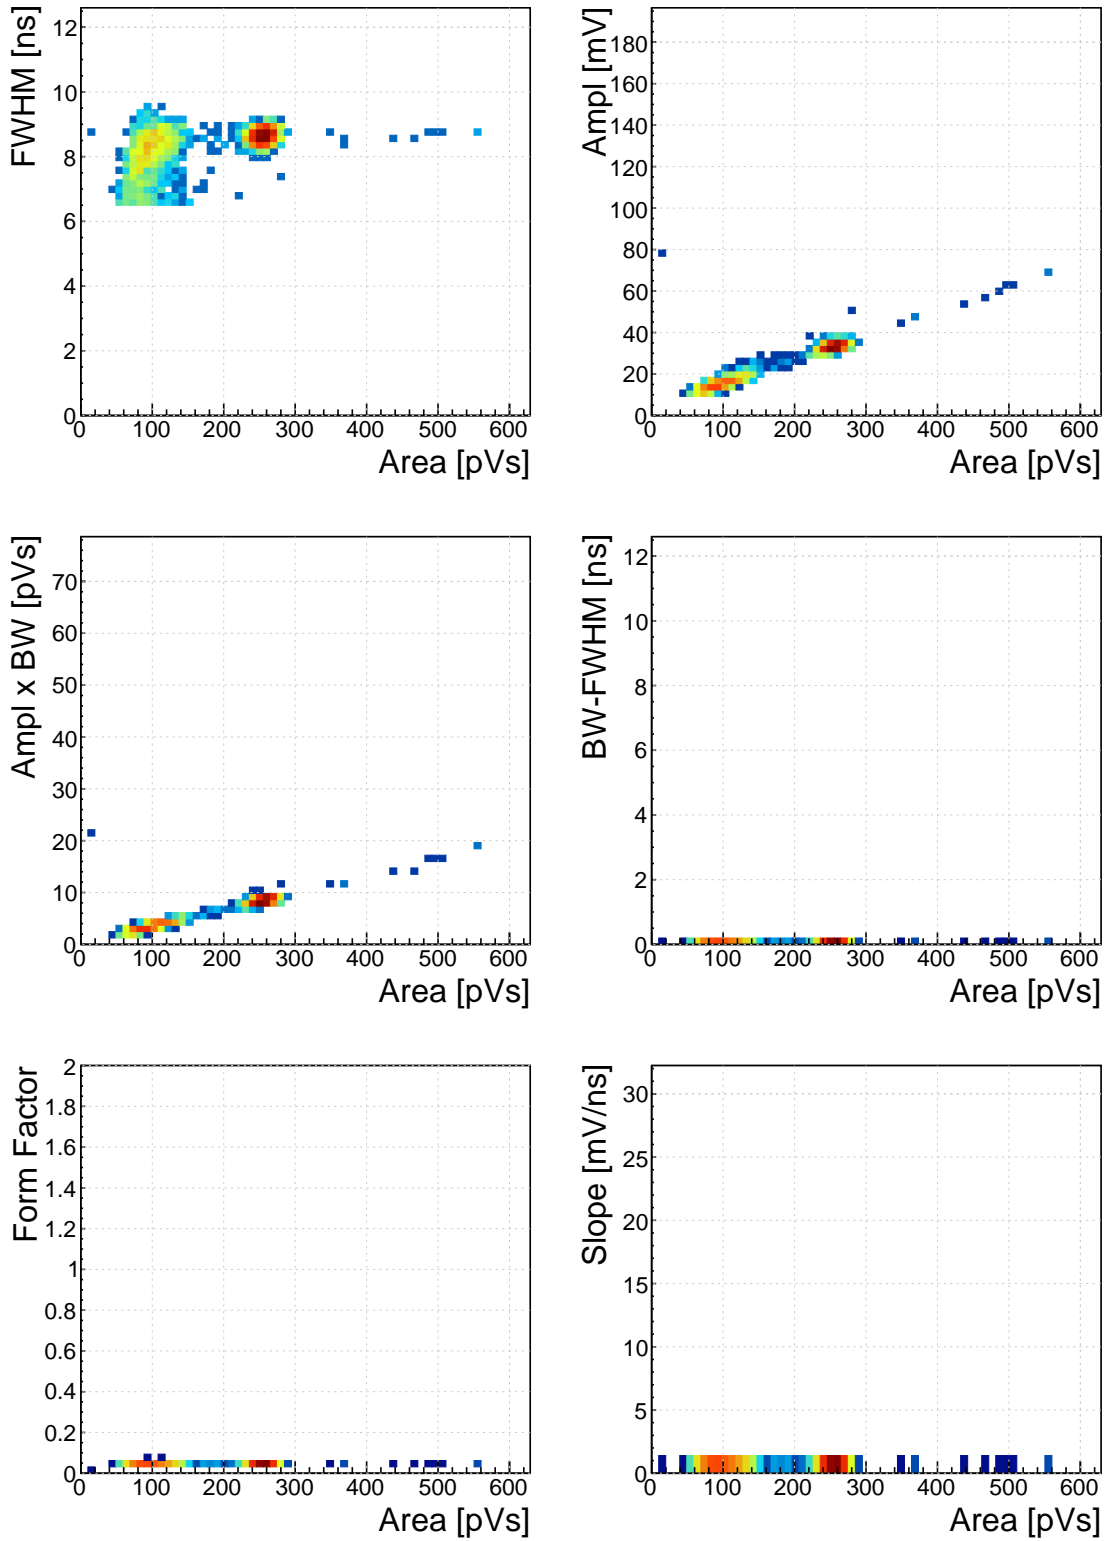 FWHM [ns]
12
10
8
6
4
2
0
0 100 200 300 400 500 600
Area [pVs]
Ampl [mV]
180
160
140
120
100
80
60
40
20
0
0 100 200 300 400 500 600
Area [pVs]
Ampl x BW [pVs]
70
60
50
40
30
20
10
0
0 100 200 300 400 500 600
Area [pVs]
BW-FWHM [ns]
12
10
8
6
4
2
0
0 100 200 300 400 500 600
Area [pVs]
Form Factor
2
1.8
1.6
1.4
1.2
1
0.8
0.6
0.4
0.2
0
0 100 200 300 400 500 600
Area [pVs]
Slope [mV/ns]
30
25
20
15
10
5
0
0 100 200 300 400 500 600
Area [pVs]